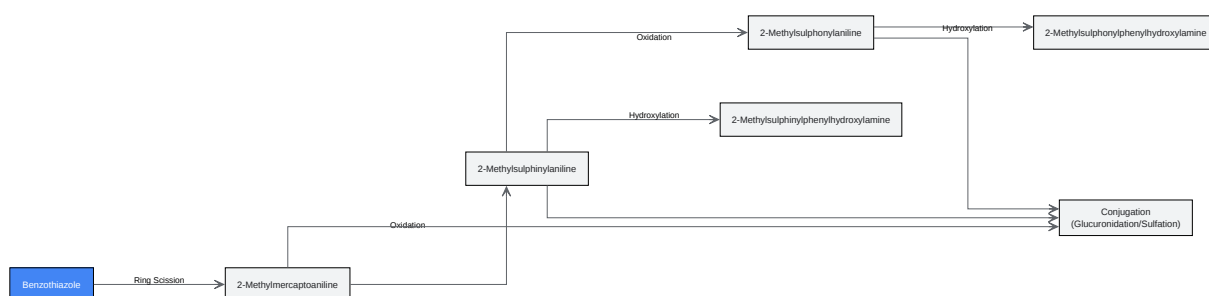 2-Methylsulphonylaniline
Hydroxylation
2-Methylsulphonylphenylhydroxylamine
Oxidation
Hydroxylation
2-Methylsulphinylphenylhydroxylamine
2-Methylsulphinylaniline
Conjugation
(Glucuronidation/Sulfation)
Oxidation
Benzothiazole
Ring Scission
2-Methylmercaptoaniline